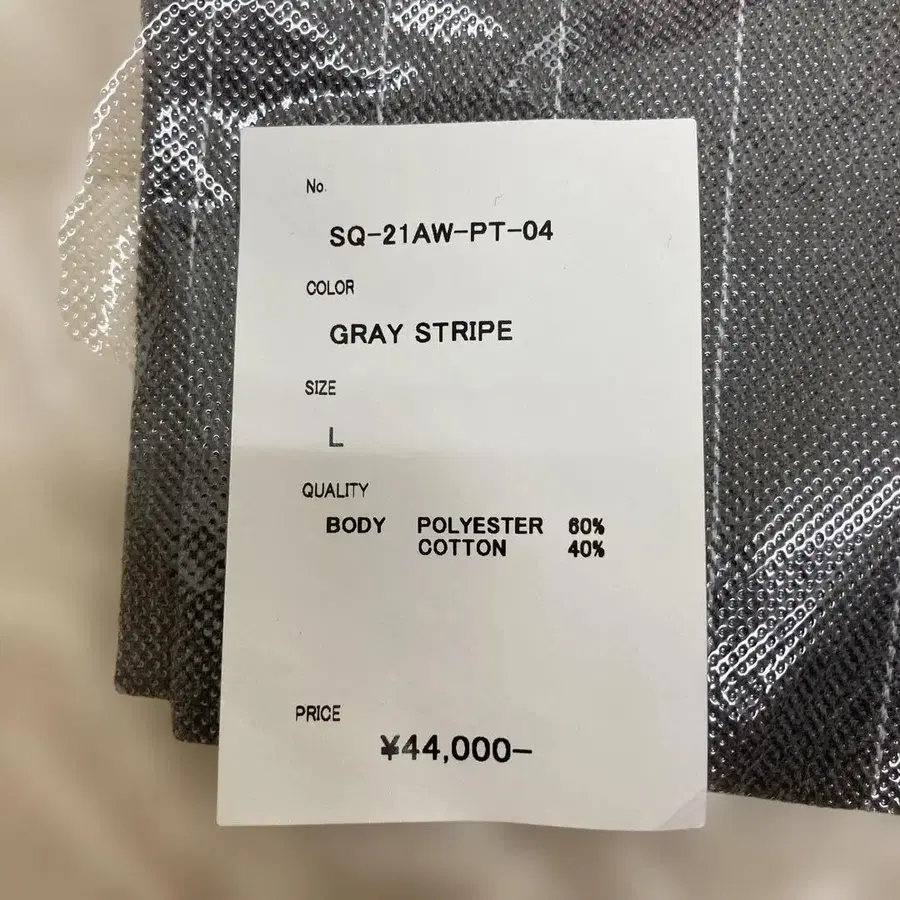 No.
SQ-21AW-PT-04
COLOR
GRAY STRIPE
SIZE
L
QUALITY
BODY POLYESTER 60%
COTTON 40%
PRICE
¥44,000-